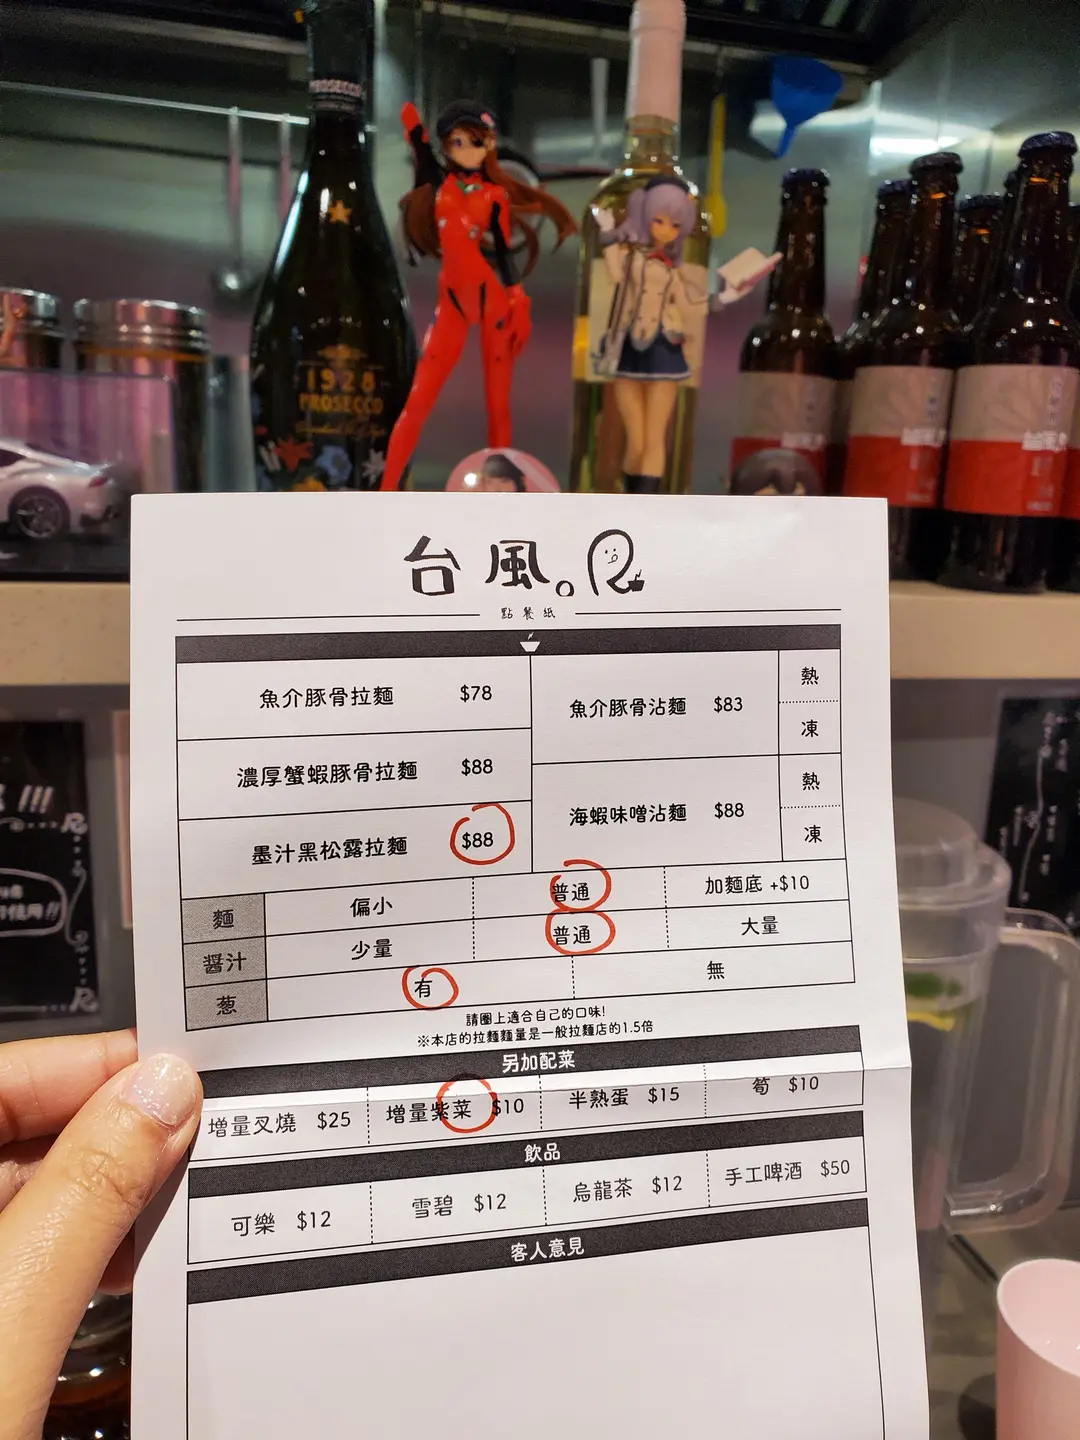 PROSECCO
1928
PROSECCO
台風。R
點餐紙
魚介豚骨拉麵 $78
濃厚蟹蝦豚骨拉麵 $88
墨汁黑松露拉麵 $88
魚介豚骨沾麵 $83 熱 凍
海蝦味噌沾麵 $88 熱 凍
麵 偏小 普通 加麵底 +$10
醤汁 少量 普通 大量
葱 有 無
請圈上適合自己的口味!
※本店的拉麵麵量是一般拉麵店的1.5倍
另加配菜
增量叉燒 $25 增量紫菜 $10 半熟蛋 $15 筍 $10
飲品
可樂 $12 雪碧 $12 烏龍茶 $12 手工啤酒 $50
客人意見